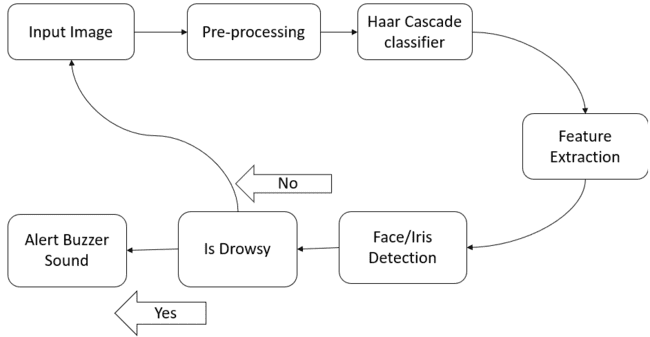 Input Image
Pre-processing
Haar Cascade
classifier
Feature
Extraction
No
Alert Buzzer
Sound
Is Drowsy
Face/Iris
Detection
Yes